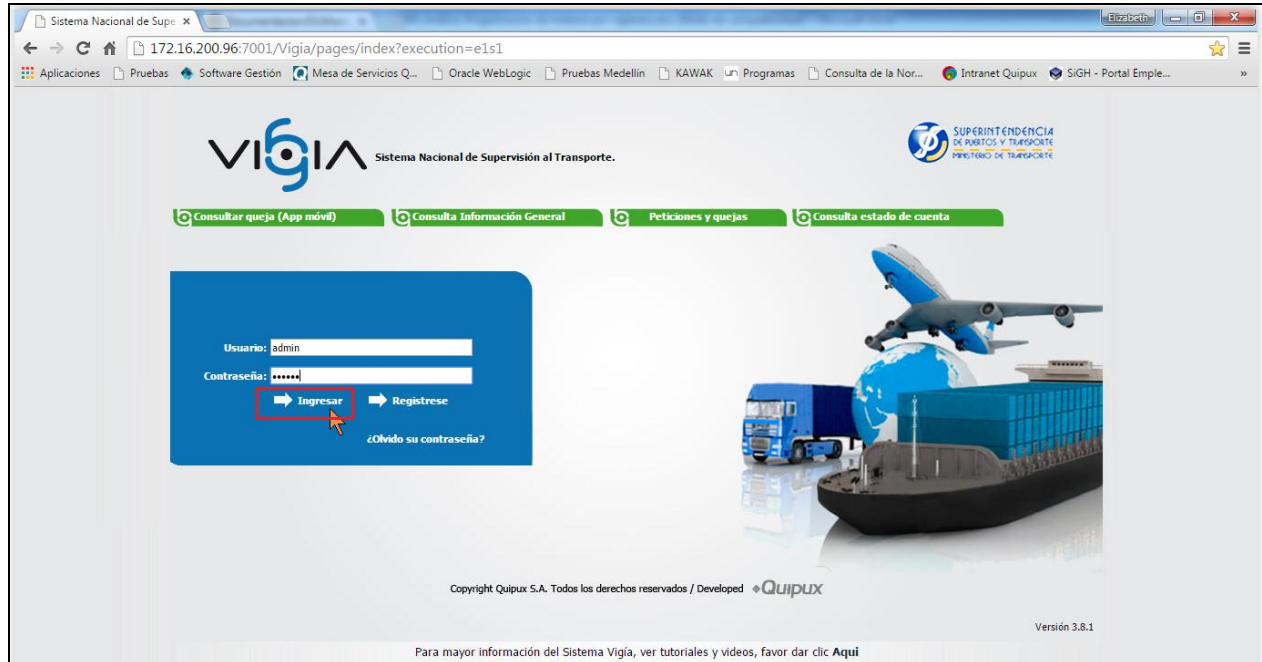 Sistema Nacional de Supe
Elizabeth
172.16.200.96:7001/Vigia/pages/index?execution=e1s1
Aplicaciones Pruebas Software Gestión Mesa de Servicios Q... Oracle WebLogic Pruebas Medellín KAWAK un Programas Consulta de la Nor... Intranet Quipux SiGH - Portal Emple... »
VIGIA Sistema Nacional de Supervisión al Transporte.
SUPERINTENDENCIA
DE PUERTOS Y TRANSPORTE
MINISTERIO DE TRANSPORTE
Consultar queja (App móvil) Consulta Información General Peticiones y quejas Consulta estado de cuenta
Usuario: admin
Contraseña: ••••••
Ingresar Registrese
¿Olvido su contraseña?
Copyright Quipux S.A. Todos los derechos reservados / Developed Quipux
Versión 3.8.1
Para mayor información del Sistema Vigía, ver tutoriales y videos, favor dar clic Aqui